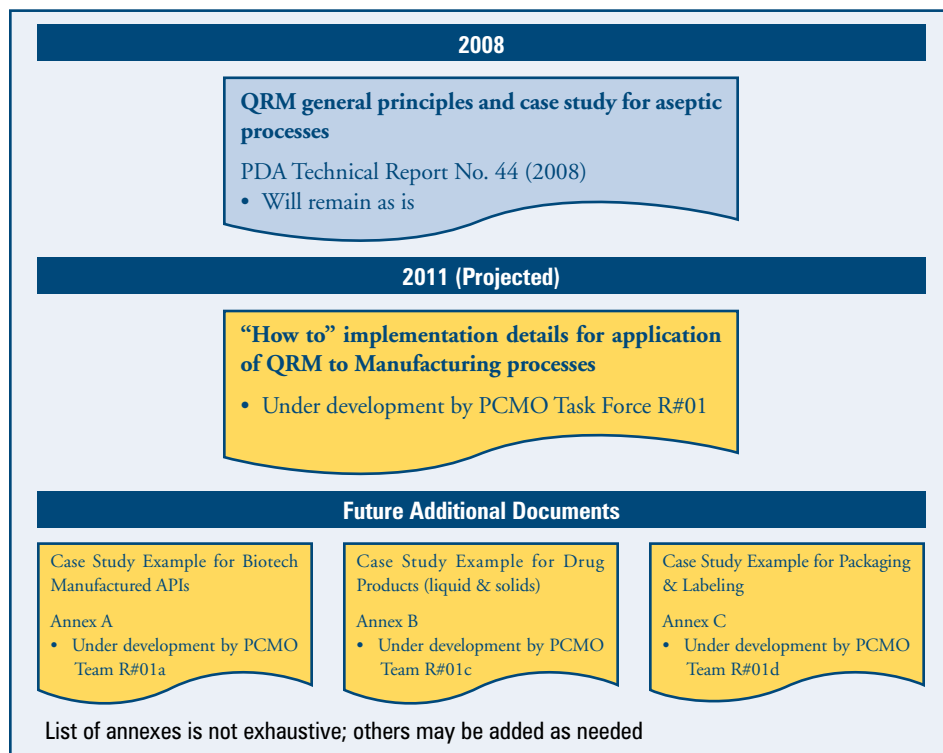 2008
QRM general principles and case study for aseptic
processes
PDA Technical Report No. 44 (2008)
• Will remain as is
2011 (Projected)
“How to” implementation details for application
of QRM to Manufacturing processes
• Under development by PCMO Task Force R#01
Future Additional Documents
Case Study Example for Biotech
Manufactured APIs
Annex A
• Under development by PCMO
Team R#01a
Case Study Example for Drug
Products (liquid & solids)
Annex B
• Under development by PCMO
Team R#01c
Case Study Example for Packaging
& Labeling
Annex C
• Under development by PCMO
Team R#01d
List of annexes is not exhaustive; others may be added as needed